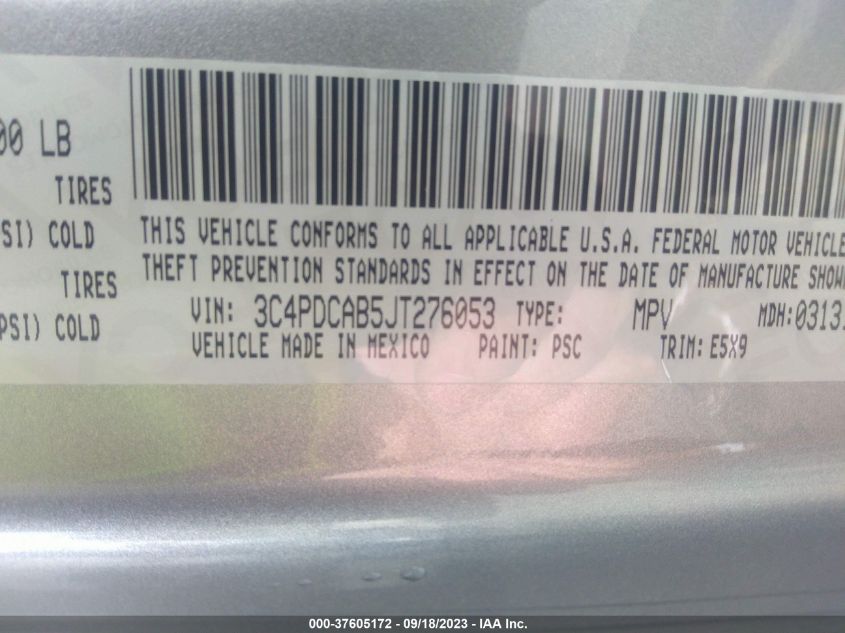 00 LB
TIRES
SI) COLD
TIRES
PSI) COLD
THIS VEHICLE CONFORMS TO ALL APPLICABLE U.S.A. FEDERAL MOTOR VEHICLE
THEFT PREVENTION STANDARDS IN EFFECT ON THE DATE OF MANUFACTURE SHOW
VIN: 3C4PDCAB5JT276053 TYPE: MPV MDH:0313
VEHICLE MADE IN MEXICO PAINT: PSC TRIM: E5X9
000-37605172 - 09/18/2023 - IAA Inc.